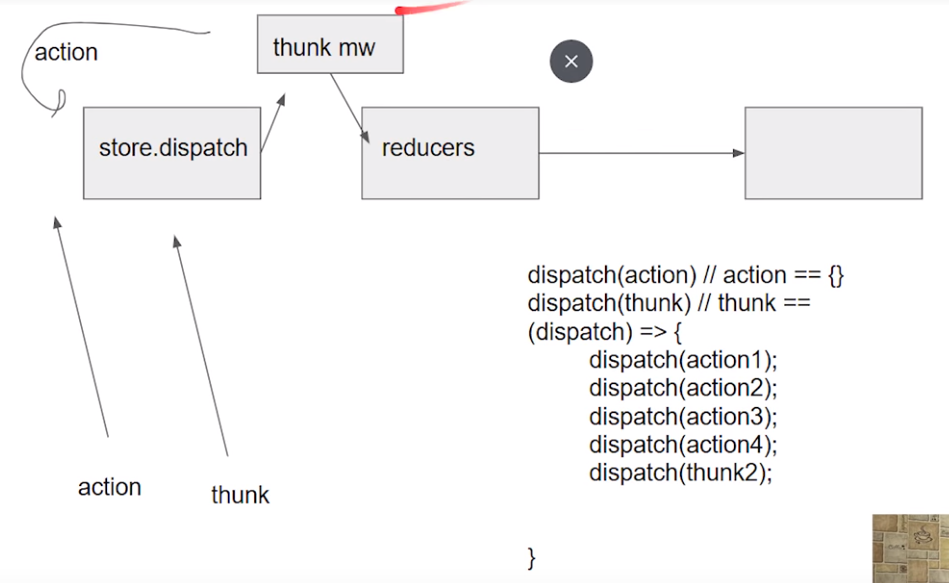 action
thunk mw
store.dispatch
reducers
dispatch(action) // action == {}
dispatch(thunk) // thunk ==
(dispatch) => {
dispatch(action1);
dispatch(action2);
dispatch(action3);
dispatch(action4);
dispatch(thunk2);
}
action
thunk